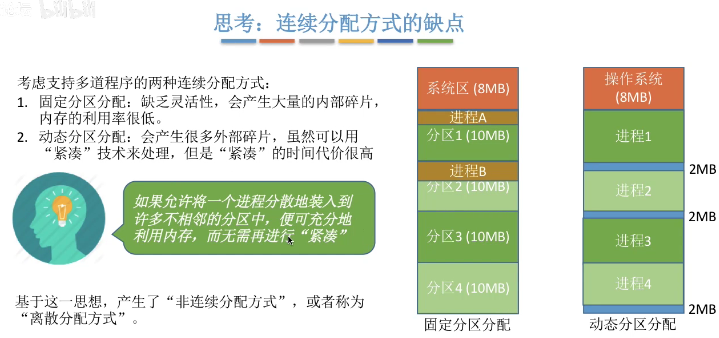 思考：连续分配方式的缺点
考虑支持多道程序的两种连续分配方式：
1. 固定分区分配：缺乏灵活性，会产生大量的内部碎片，
内存的利用率很低。
2. 动态分区分配：会产生很多外部碎片，虽然可以用
“紧凑”技术来处理，但是“紧凑”的时间代价很高
如果允许将一个进程分散地装入到
许多不相邻的分区中，便可充分地
利用内存，而无需再进行“紧凑”
基于这一思想，产生了“非连续分配方式”，或者称为
“离散分配方式”。
系统区 (8MB)
进程A
分区1 (10MB)
进程B
分区2 (10MB)
分区3 (10MB)
分区4 (10MB)
固定分区分配
操作系统
(8MB)
进程1
2MB
进程2
2MB
进程3
进程4
2MB
动态分区分配